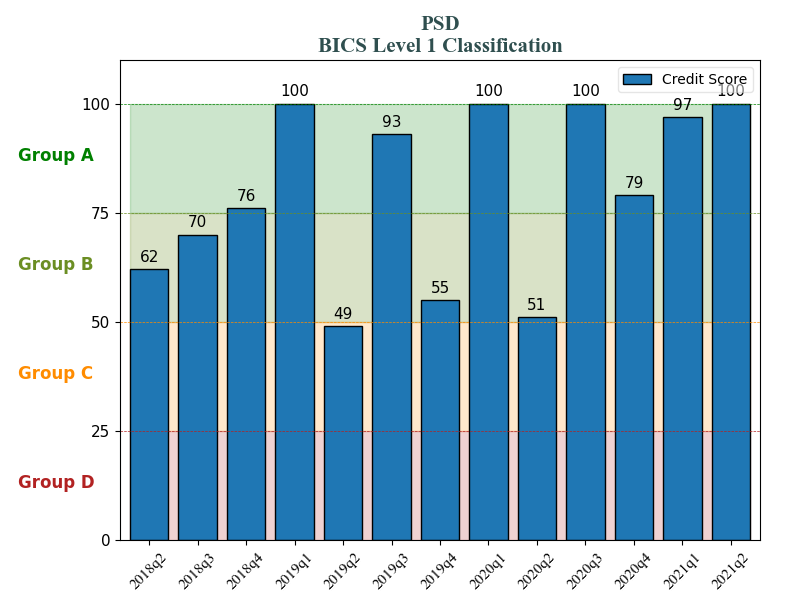 PSD
BICS Level 1 Classification
Credit Score
100
100
100
97
100
100
93
Group A
79
76
75
70
62
Group B
55
51
49
50
Group C
25
Group D
0
2018q2
2018q3
2018q4
2019q1
2019q2
2019q3
2019q4
2020q1
2020q2
2020q3
2020q4
2021q1
2021q2